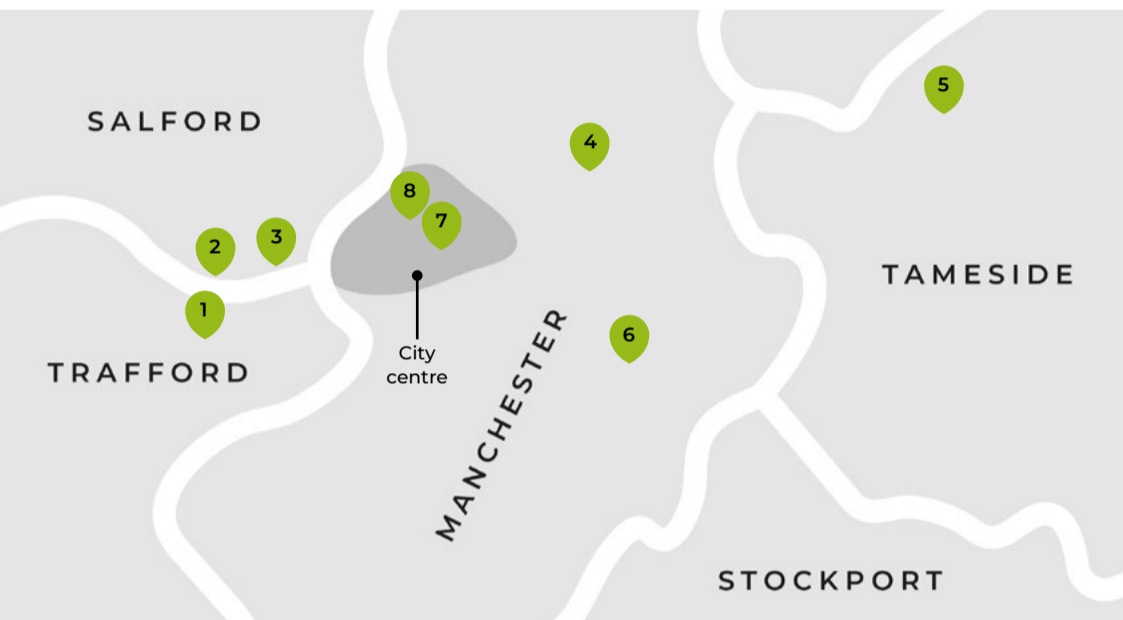 5
SALFORD
4
8
7
3
2
TAMESIDE
1
6
City
centre
TRAFFORD
MANCHESTER
STOCKPORT